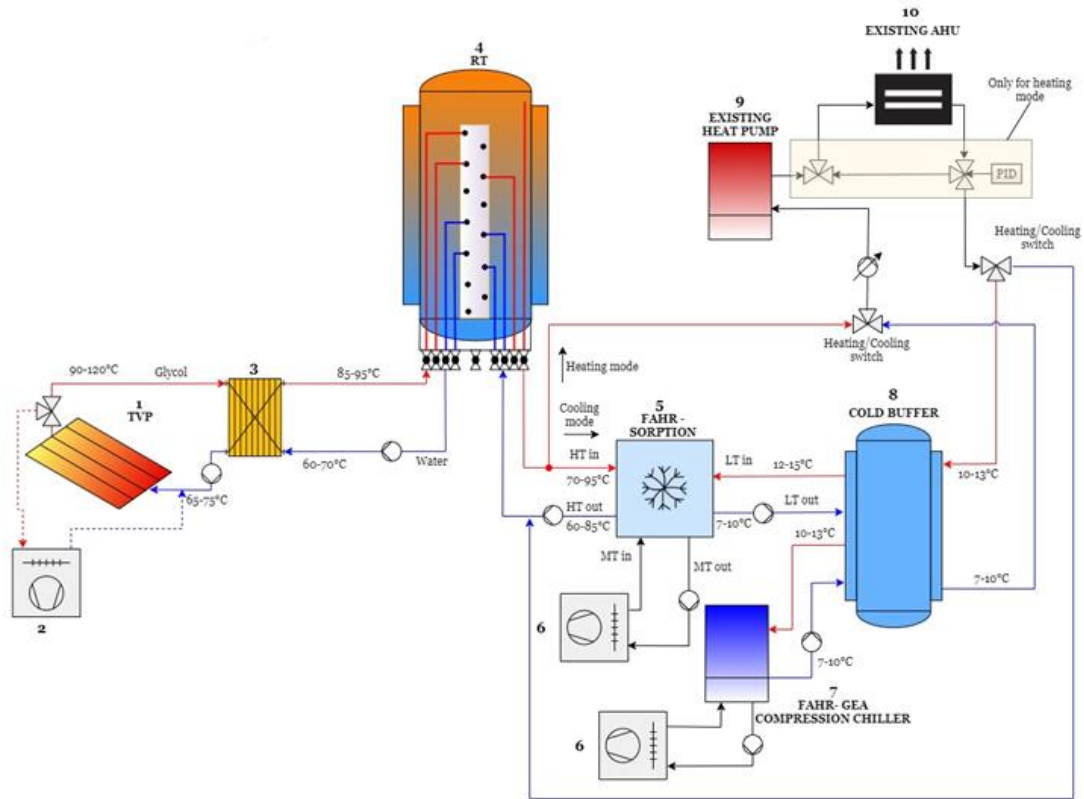 10
EXISTING AHU
4
RT
Only for heating
mode
9
EXISTING
HEAT PUMP
PID
Heating/Cooling
switch
Heating/Cooling
switch
90-120°C
Glycol
3
85-95°C
1
TVP
Heating mode
Cooling
mode
5
FAHR -
SORPTION
8
COLD BUFFER
HT in
LT in
12-15°C
10-13°C
70-95°C
60-70°C
Water
65-75°C
HT out
60-85°C
LT out
7-10°C
10-13°C
MT in
MT out
7-10°C
2
6
7-10°C
7
FAHR- GEA
COMPRESSION CHILLER
6